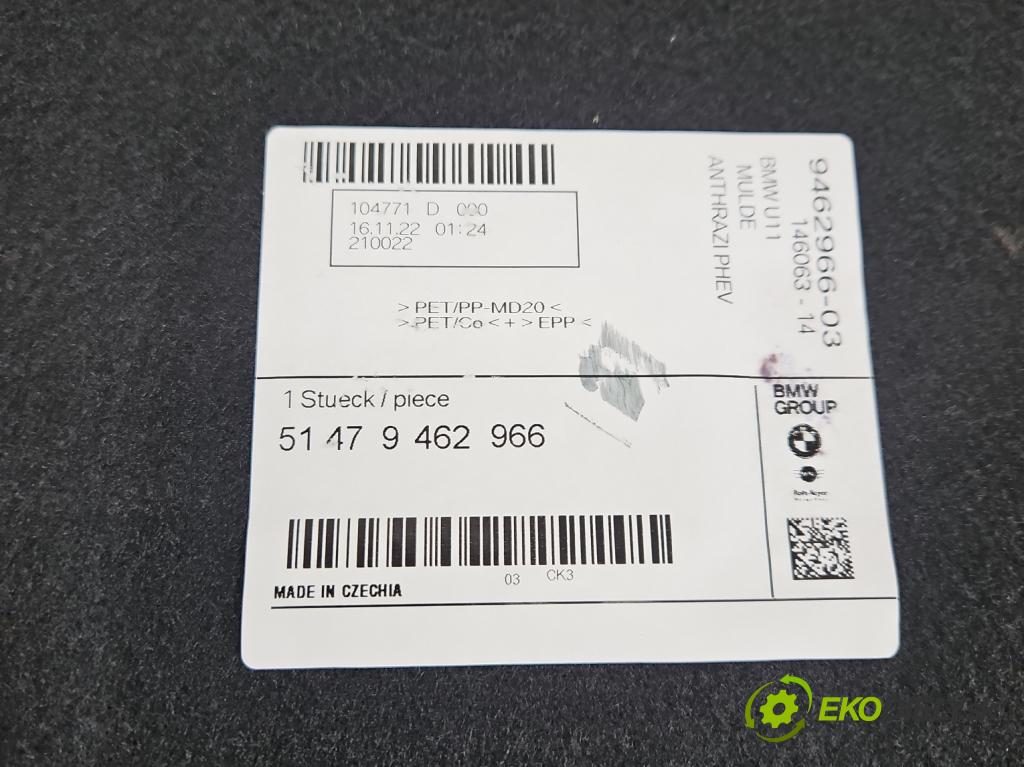 104771 D 000
16.11.22 01:24
210022
> PET/PP-MD20 <
> PET/Co < + > EPP <
9462966-03
146063 - 14
BMW U11
MULDE
ANTHRAZI PHEV
1 Stueck / piece
51 47 9 462 966
BMW
GROUP
03 CK3
MADE IN CZECHIA
EKO